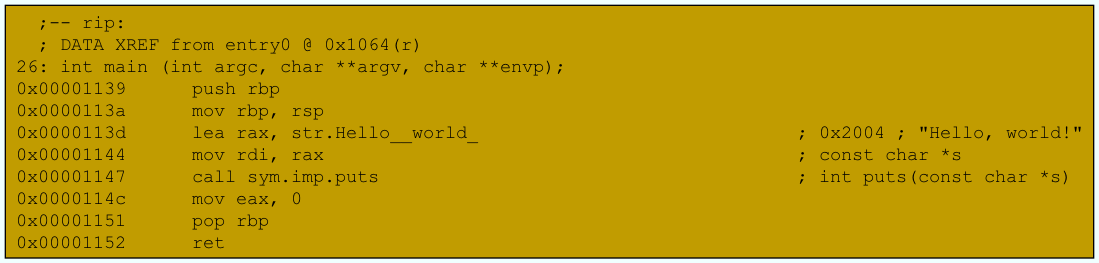 ;-- rip:
; DATA XREF from entry0 @ 0x1064(r)
26: int main (int argc, char **argv, char **envp);
0x00001139      push rbp
0x0000113a      mov rbp, rsp
0x0000113d      lea rax, str.Hello__world_      ; 0x2004 ; "Hello, world!"
0x00001144      mov rdi, rax      ; const char *s
0x00001147      call sym.imp.puts      ; int puts(const char *s)
0x0000114c      mov eax, 0
0x00001151      pop rbp
0x00001152      ret